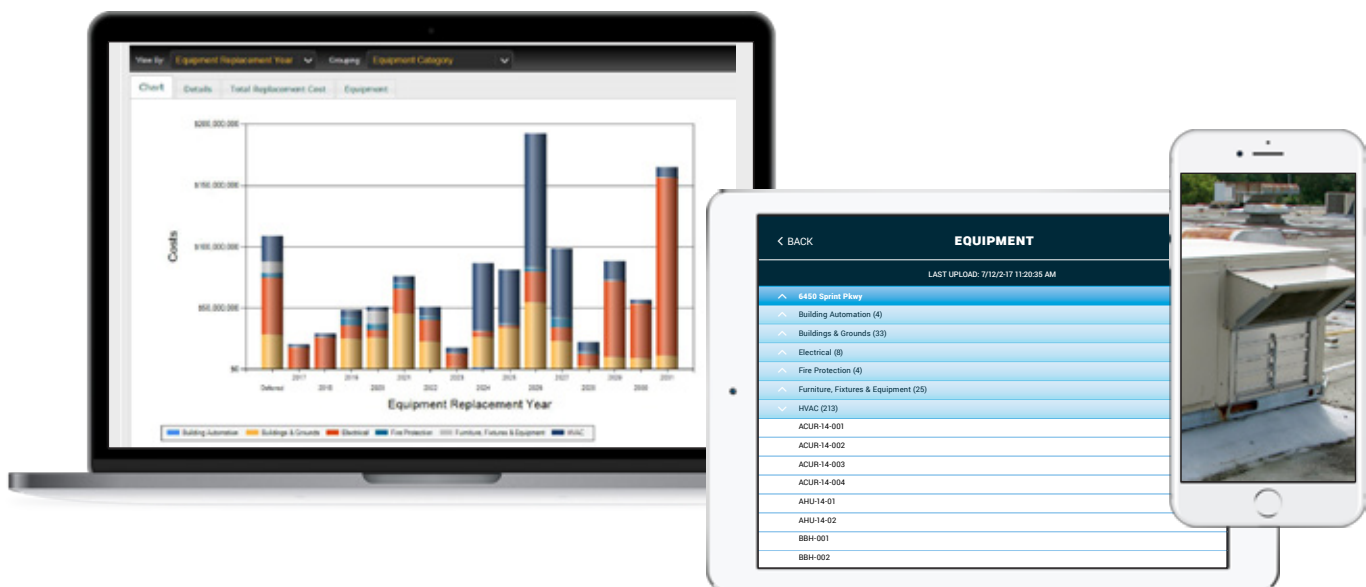 View By Equipment Replacement Year Grouping Equipment Category
Chart Details Total Replacement Cost Equipment
$200,000,000
$150,000,000
$100,000,000
$50,000,000
$0
Costs
Deferred 2017 2018 2019 2020 2021 2022 2023 2024 2025 2026 2027 2028 2029 2030 2031
Equipment Replacement Year
Building Automation Buildings & Grounds Electrical Fire Protection Furniture, Fixtures & Equipment HVAC
BACK EQUIPMENT
LAST UPLOAD: 7/12/2-17 11:20:35 AM
6450 Sprint Pkwy
Building Automation (4)
Buildings & Grounds (33)
Electrical (8)
Fire Protection (4)
Furniture, Fixtures & Equipment (25)
HVAC (213)
ACUR-14-001
ACUR-14-002
ACUR-14-003
ACUR-14-004
AHU-14-01
AHU-14-02
BBH-001
BBH-002